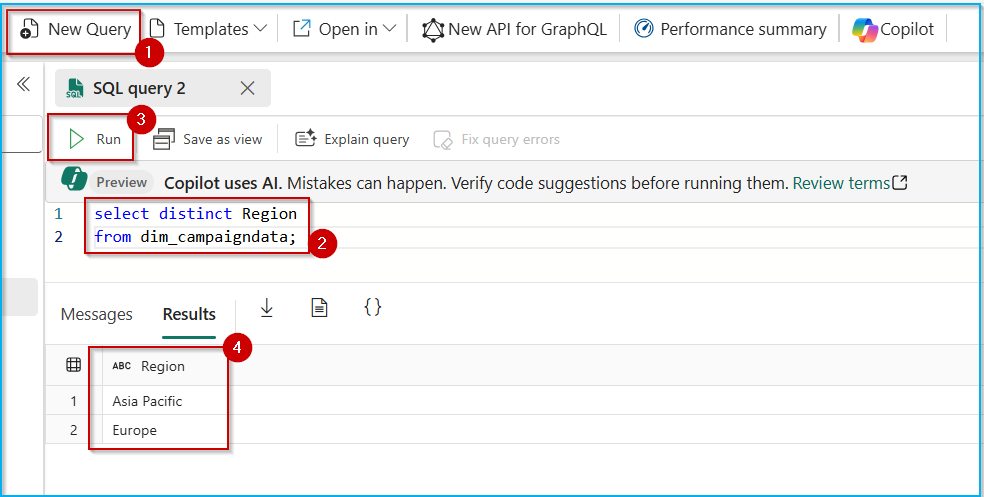 New Query Templates Open in New API for GraphQL Performance summary Copilot
1
SQL SQL query 2
3
Run Save as view Explain query Fix query errors
Preview Copilot uses AI. Mistakes can happen. Verify code suggestions before running them. Review terms
1 select distinct Region
2 from dim_campaigndata;
2
Messages Results {}
4
ABC Region
1 Asia Pacific
2 Europe